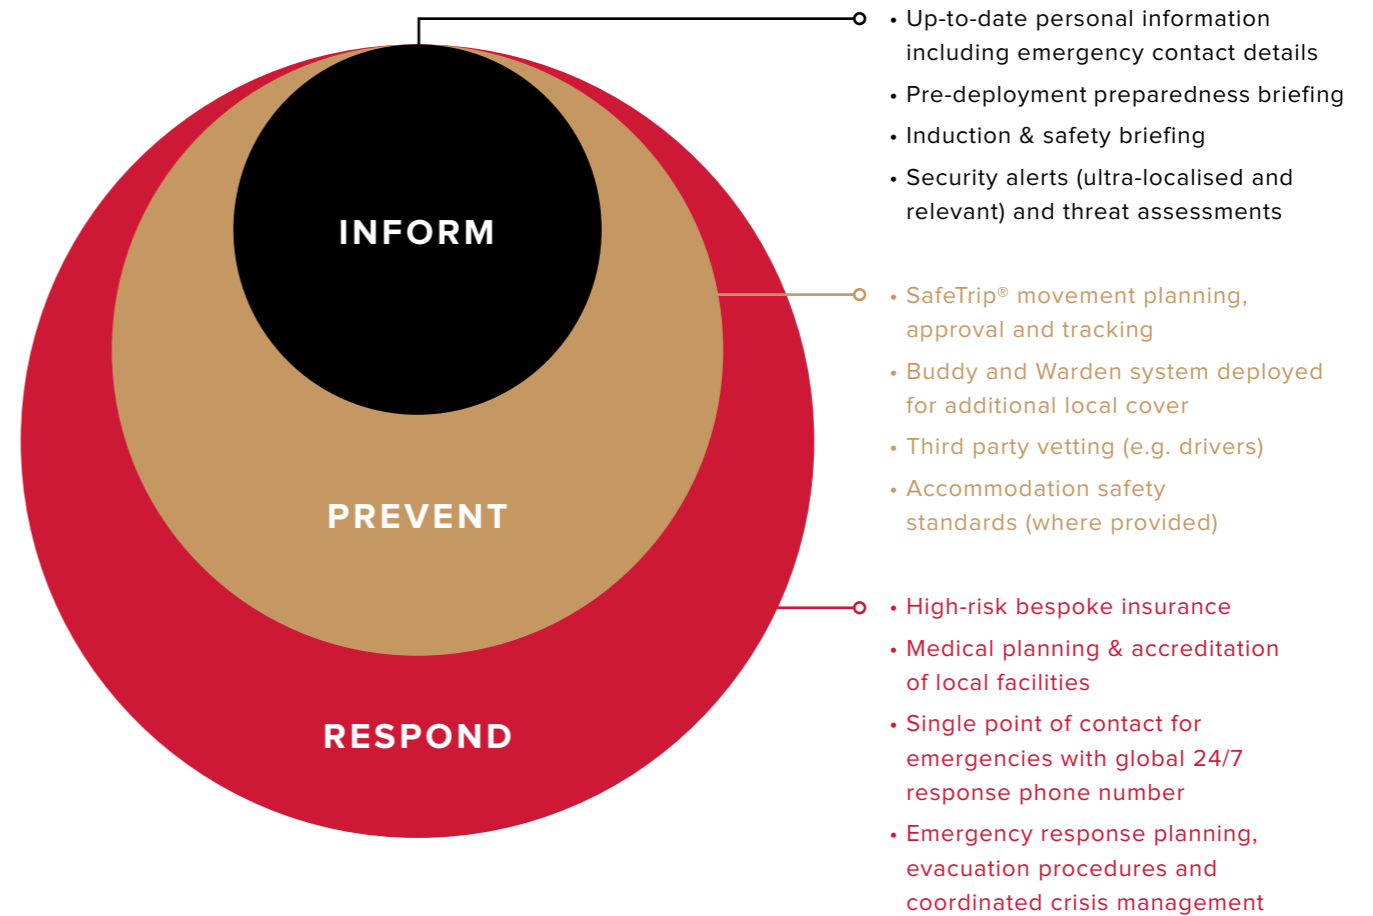 • Up-to-date personal information
including emergency contact details
• Pre-deployment preparedness briefing
• Induction & safety briefing
• Security alerts (ultra-localised and
relevant) and threat assessments
INFORM
• SafeTrip® movement planning,
approval and tracking
• Buddy and Warden system deployed
for additional local cover
• Third party vetting (e.g. drivers)
• Accommodation safety
standards (where provided)
PREVENT
• High-risk bespoke insurance
• Medical planning & accreditation
of local facilities
• Single point of contact for
emergencies with global 24/7
response phone number
• Emergency response planning,
evacuation procedures and
coordinated crisis management
RESPOND